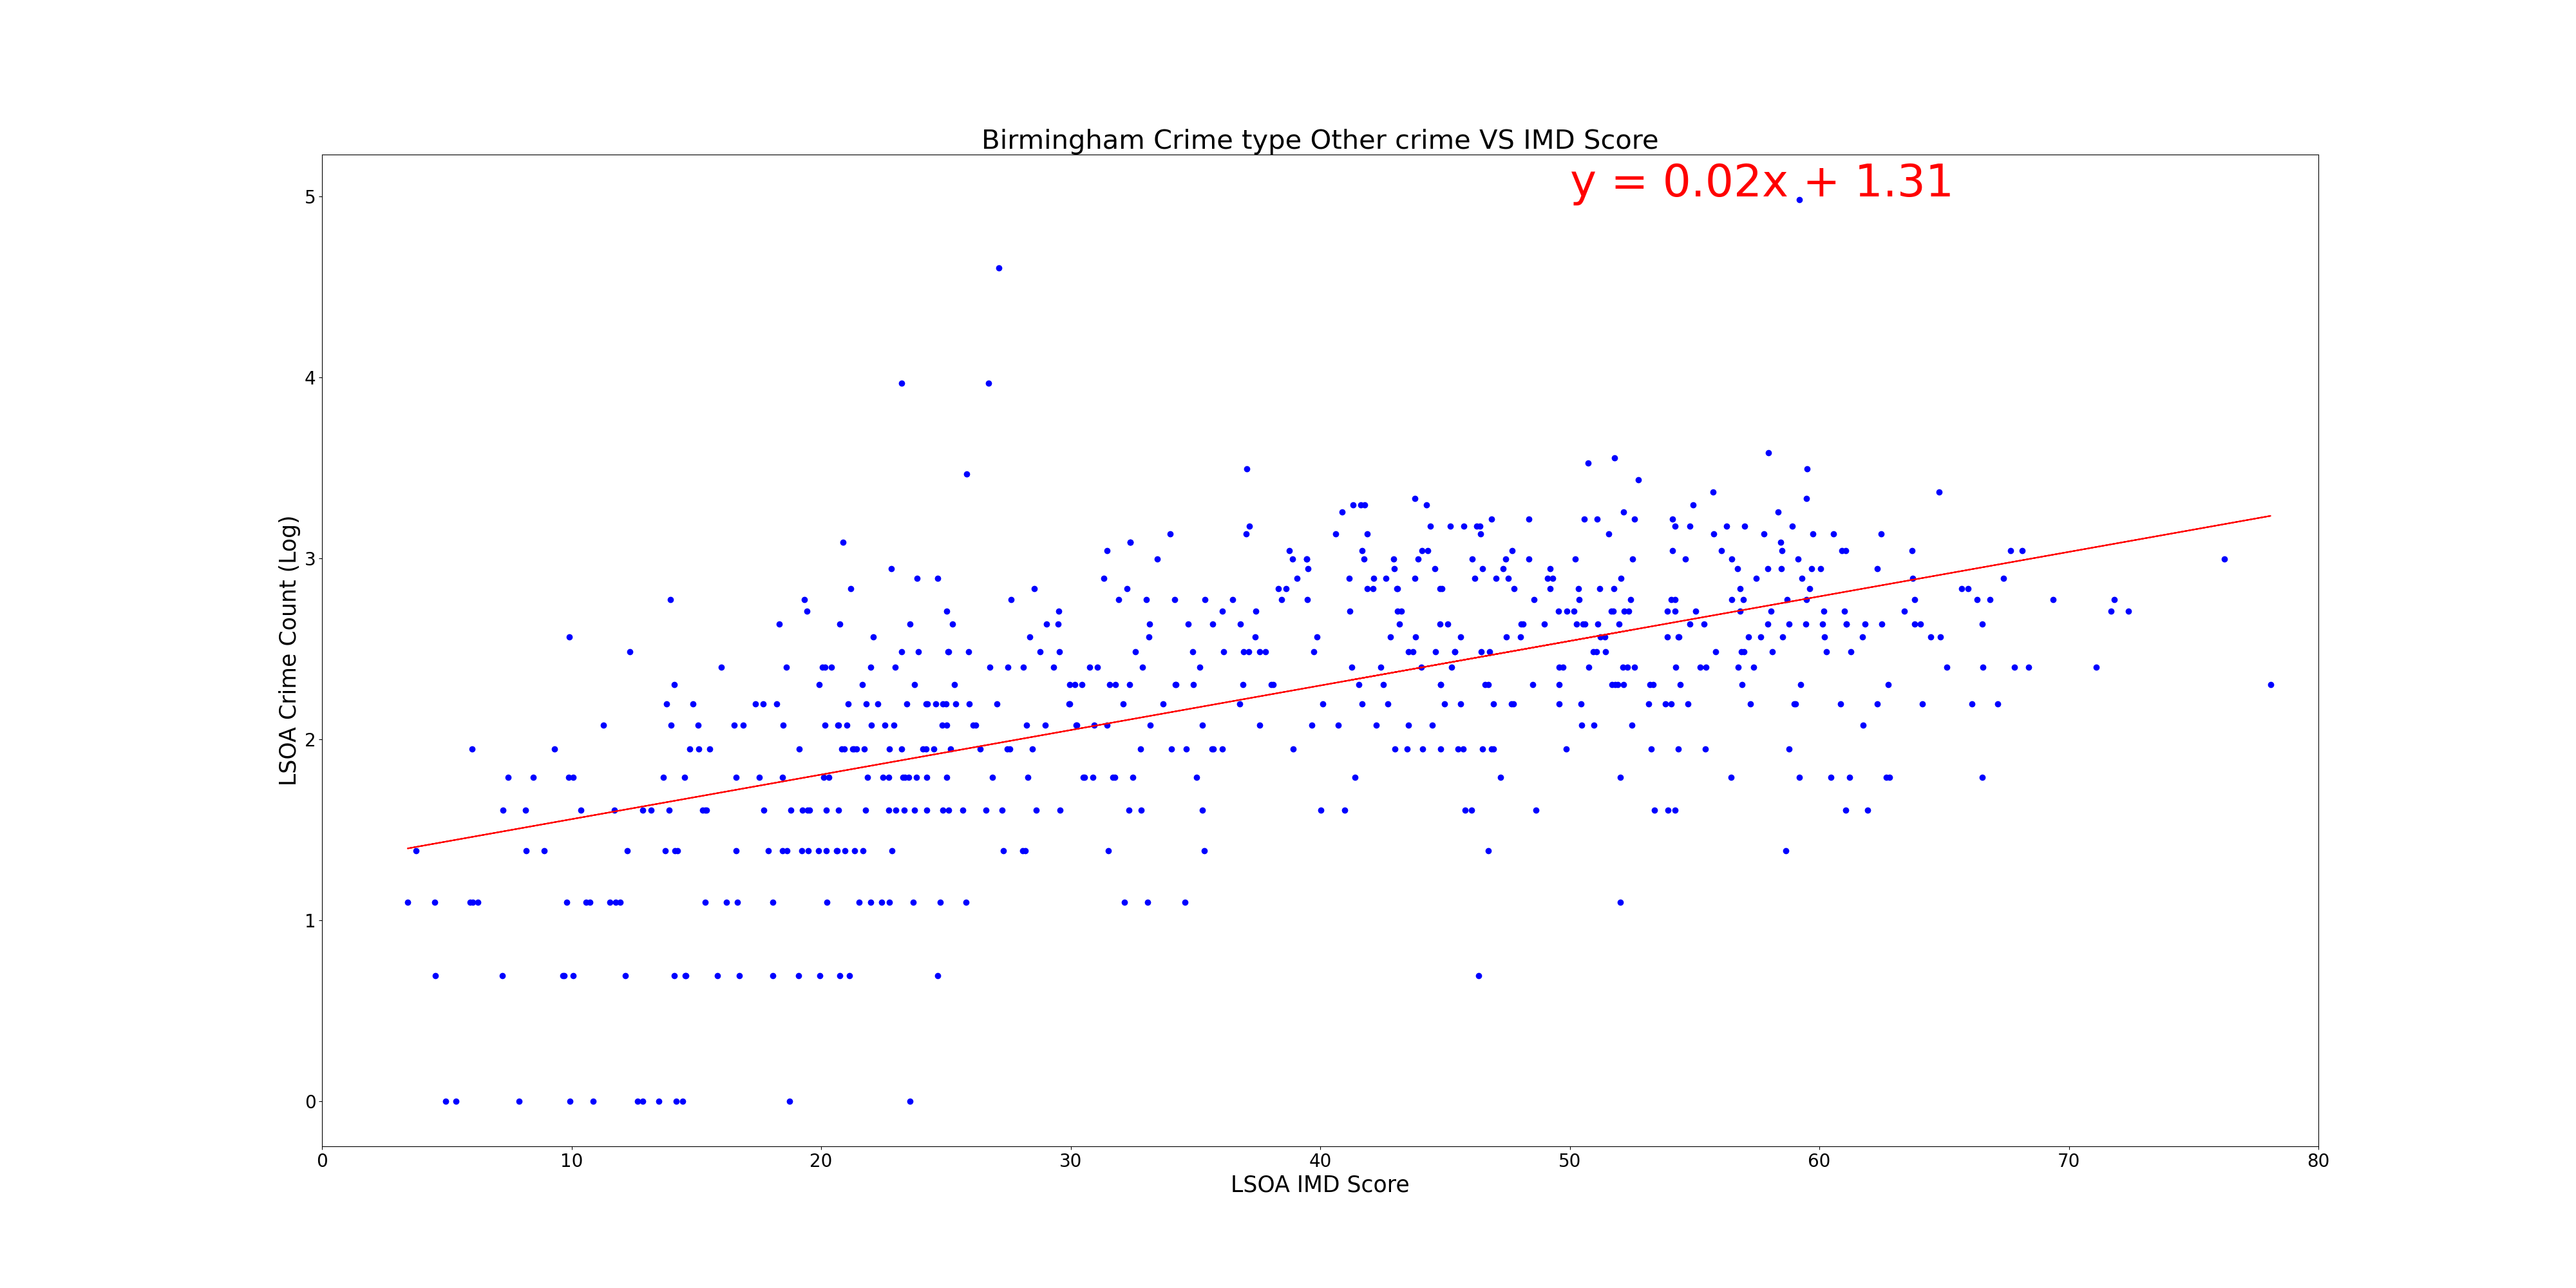 Birmingham Crime type Other crime VS IMD Score
y = 0.02x + 1.31
LSOA Crime Count (Log)
5
4
3
2
1
0
0 10 20 30 40 50 60 70 80
LSOA IMD Score